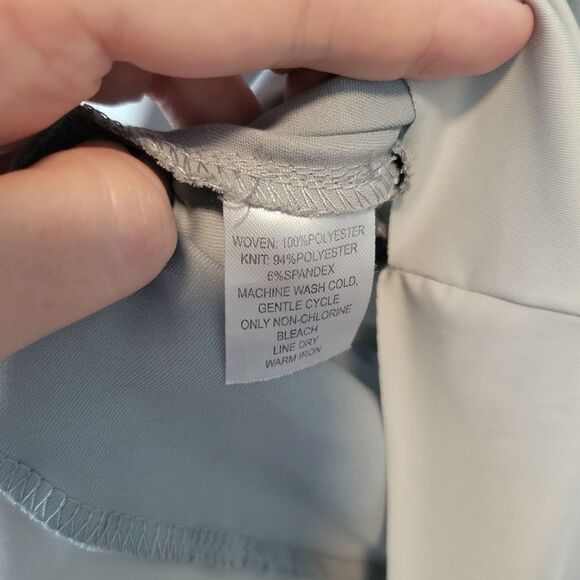 WOVEN: 100%POLYESTER
KNIT: 94%POLYESTER
6%SPANDEX
MACHINE WASH COLD,
GENTLE CYCLE
ONLY NON-CHLORINE
BLEACH
LINE DRY
WARM IRON